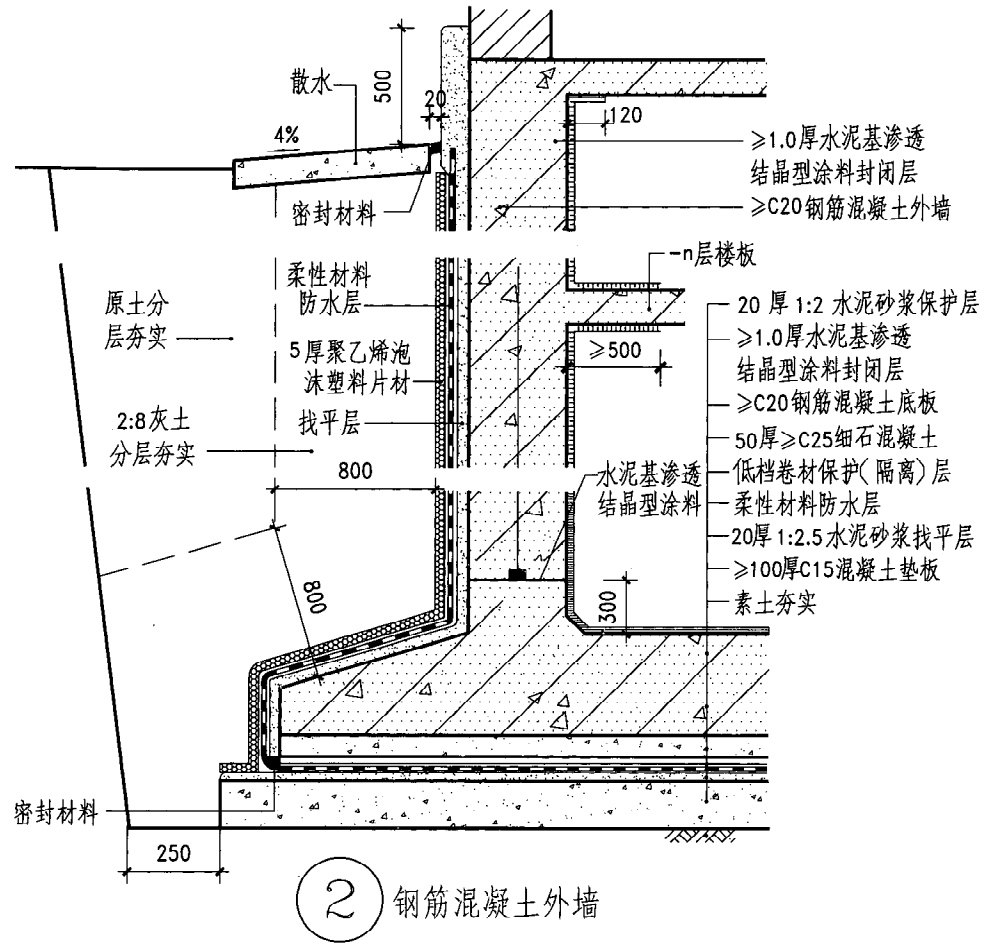 500
散水
20
4%
120
≥1.0厚水泥基渗透
结晶型涂料封闭层
密封材料
≥C20钢筋混凝土外墙
-n层楼板
柔性材料
防水层
原土分
层夯实
20厚1:2水泥砂浆保护层
≥1.0厚水泥基渗透
结晶型涂料封闭层
5厚聚乙烯泡
沫塑料片材
≥500
≥C20钢筋混凝土底板
2:8灰土
分层夯实
找平层
50厚≥C25细石混凝土
800
水泥基渗透
结晶型涂料
低档卷材保护(隔离)层
柔性材料防水层
20厚1:2.5水泥砂浆找平层
≥100厚C15混凝土垫板
素土夯实
800
300
密封材料
250
2 钢筋混凝土外墙